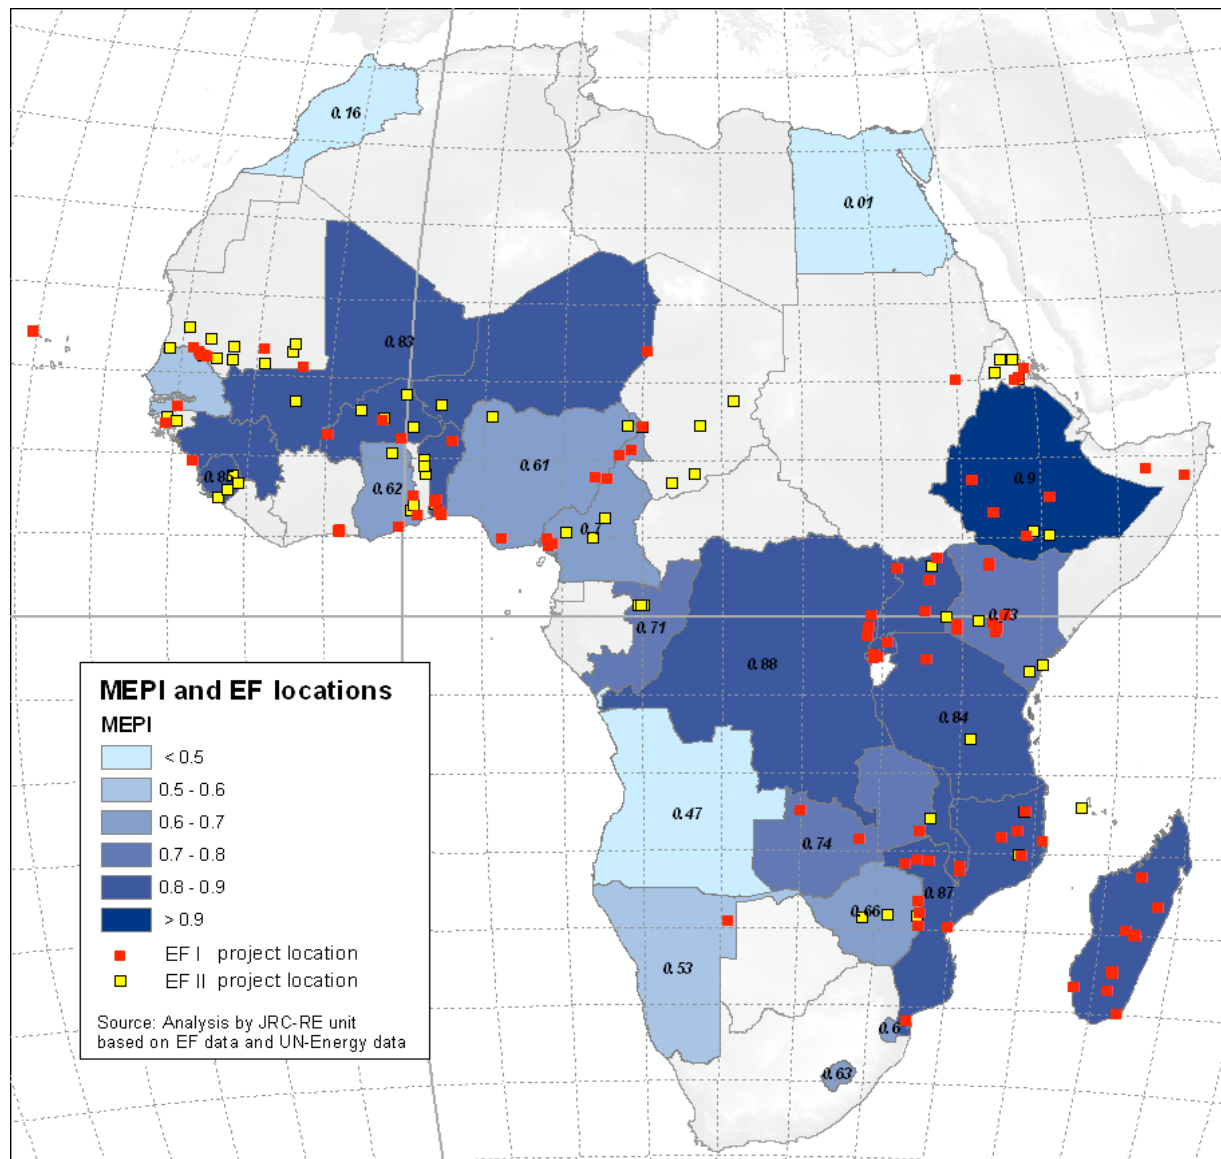 0.16
0.01
0.83
0.61
0.62
0.9
0.7
0.73
0.71
0.88
0.84
0.47
0.74
0.87
0.66
0.53
0.6
0.63
MEPI and EF locations
MEPI
< 0.5
0.5 - 0.6
0.6 - 0.7
0.7 - 0.8
0.8 - 0.9
> 0.9
EF I project location
EF II project location
Source: Analysis by JRC-RE unit
based on EF data and UN-Energy data